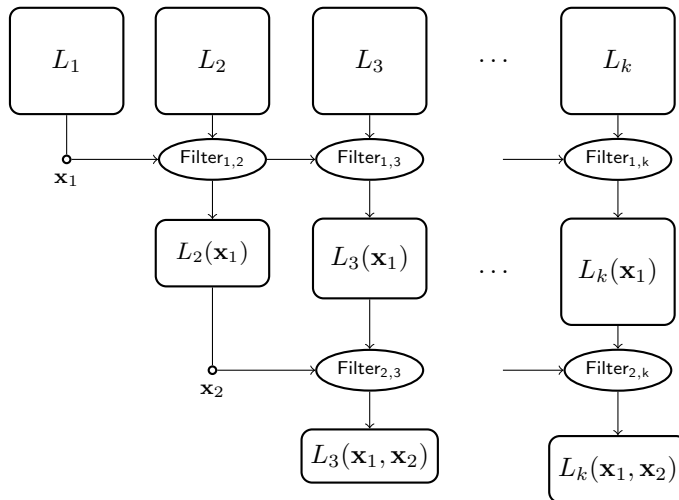 L₁ L₂ L₃ ⋯ Lₖ
Filter₁,₂ Filter₁,₃ Filter₁,ₖ
𝐱₁
L₂(𝐱₁) L₃(𝐱₁) ⋯ Lₖ(𝐱₁)
Filter₂,₃ Filter₂,ₖ
𝐱₂
L₃(𝐱₁, 𝐱₂) Lₖ(𝐱₁, 𝐱₂)